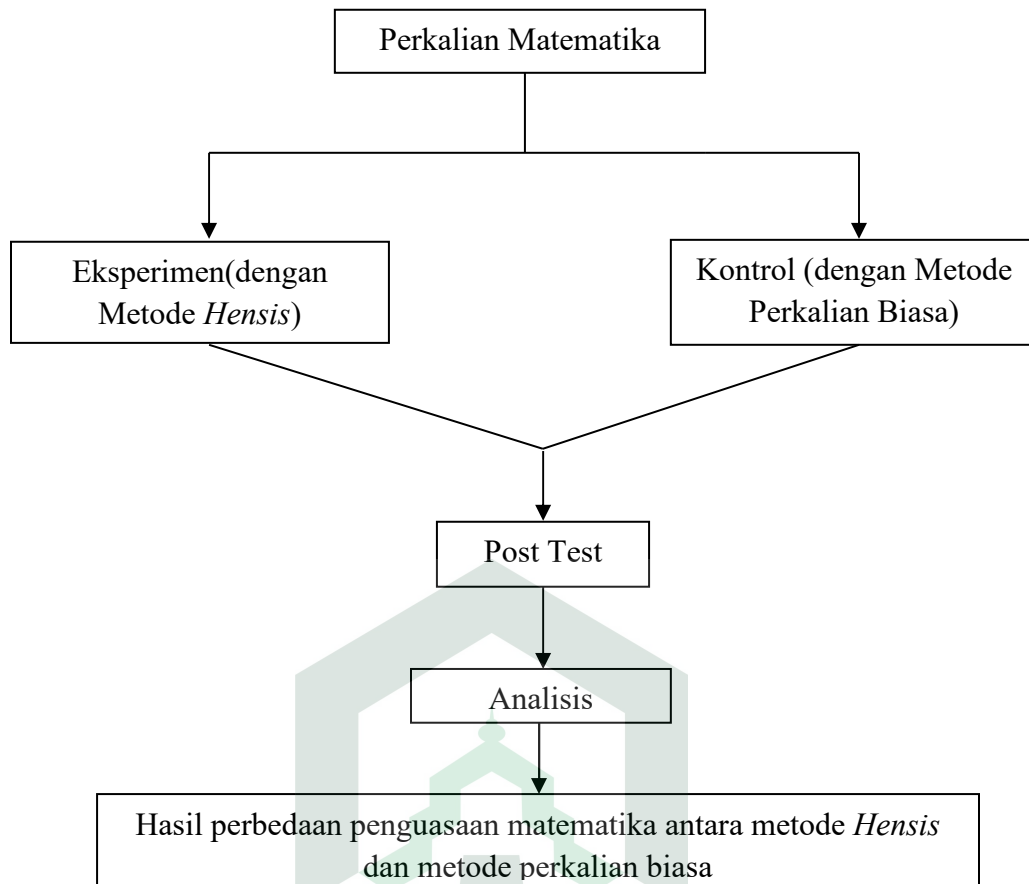 Perkalian Matematika
Eksperimen(dengan
Metode Hensis)
Kontrol (dengan Metode
Perkalian Biasa)
Post Test
Analisis
Hasil perbedaan penguasaan matematika antara metode Hensis
dan metode perkalian biasa